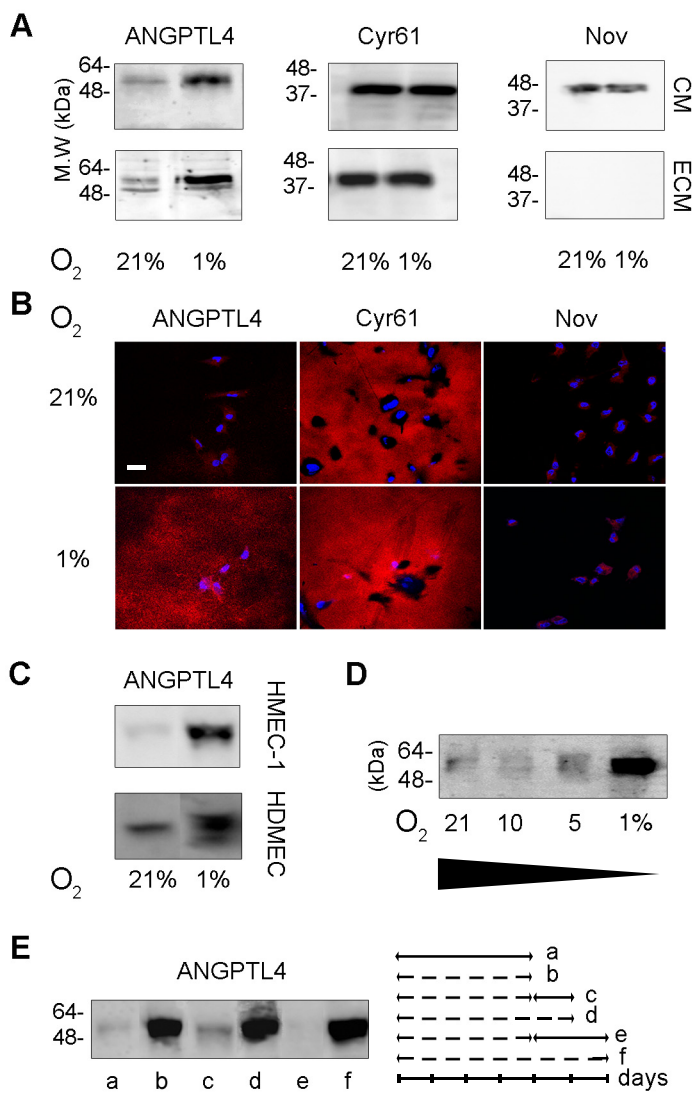 A
ANGPTL4 Cyr61 Nov
M.W (kDa)
64-
48-
48-
37-
48-
37-
CM
64-
48-
48-
37-
48-
37-
ECM
O2 21% 1% 21% 1% 21% 1%
B
O2 ANGPTL4 Cyr61 Nov
21%
1%
C
ANGPTL4
HMEC-1
HDMEC
O2 21% 1%
D
(kDa)
64-
48-
O2 21 10 5 1%
E
ANGPTL4
64-
48-
a b c d e f
a
b
c
d
e
f
days